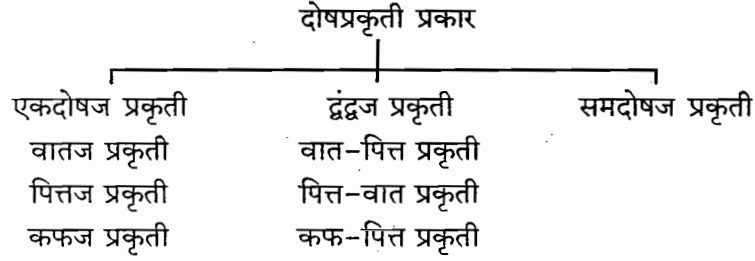 दोषप्रकृती प्रकार
एकदोषज प्रकृती द्वंद्वज प्रकृती समदोषज प्रकृती
वातज प्रकृती वात-पित्त प्रकृती
पित्तज प्रकृती पित्त-वात प्रकृती
कफज प्रकृती कफ-पित्त प्रकृती